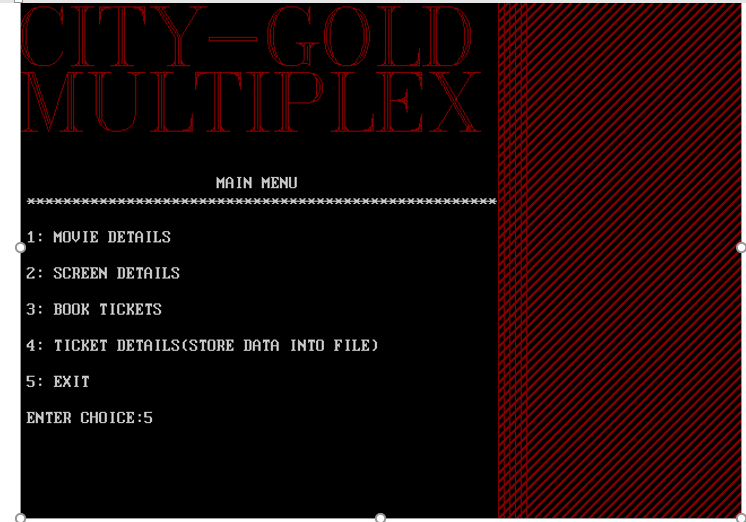 CITY-GOLD
MULTIPLEX
MAIN MENU
****************************************************
1: MOVIE DETAILS
2: SCREEN DETAILS
3: BOOK TICKETS
4: TICKET DETAILS(STORE DATA INTO FILE)
5: EXIT
ENTER CHOICE:5